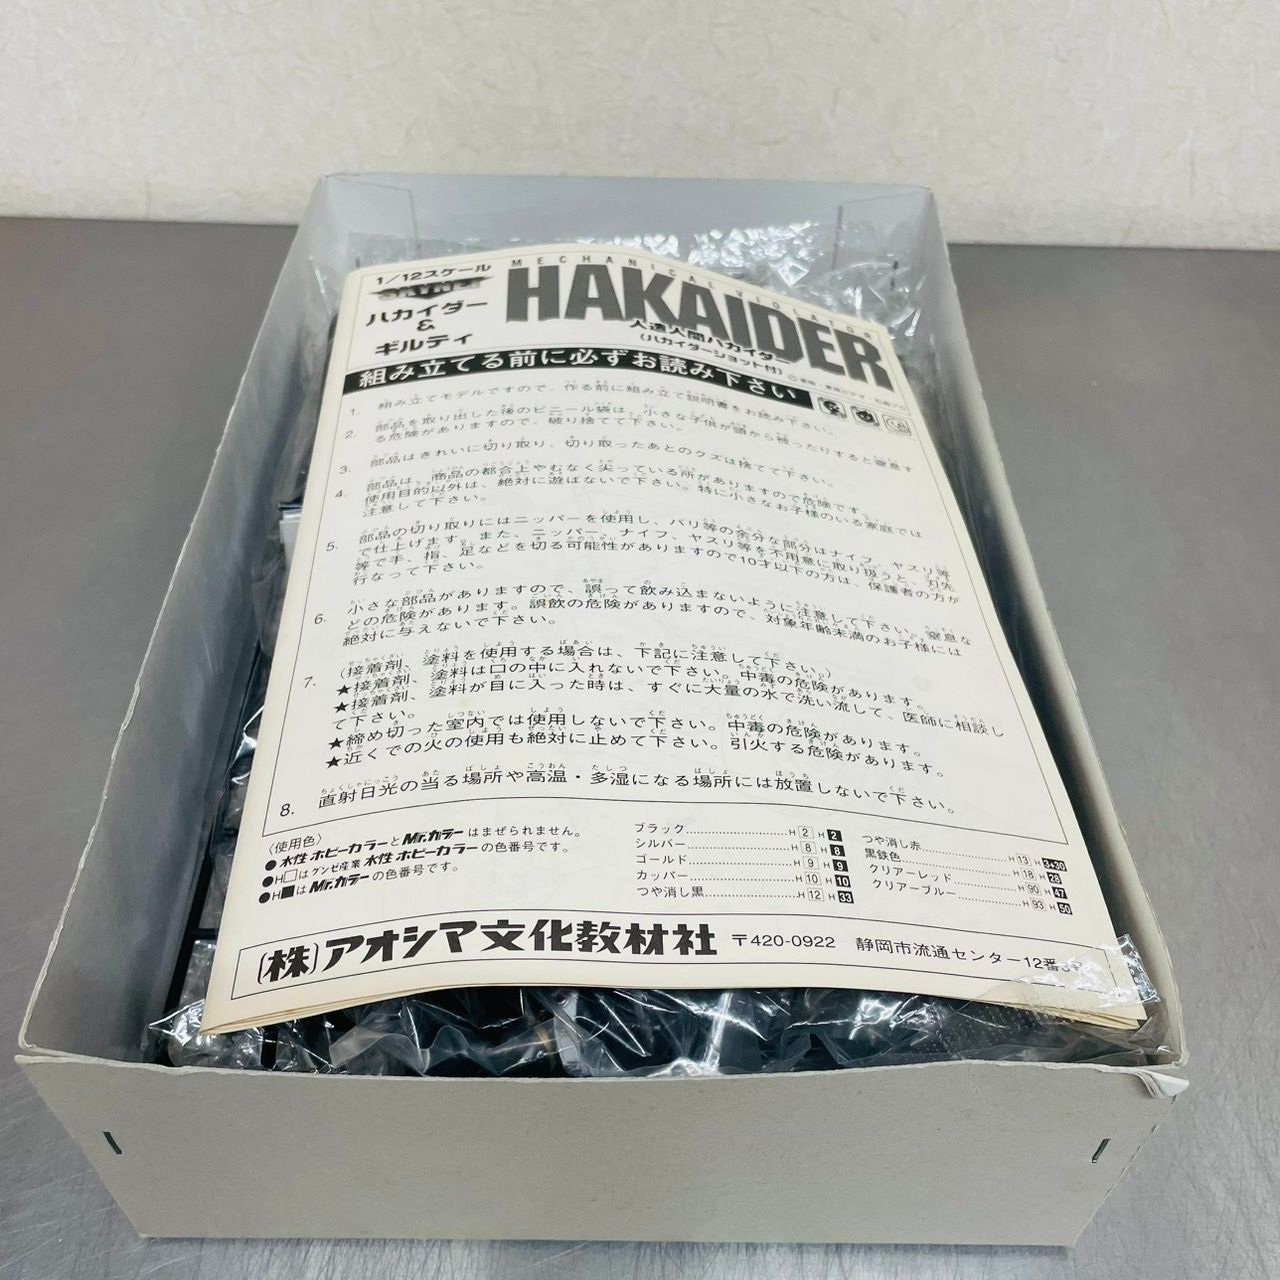 1/12スケール
SKYNET
ハカイダー
&
ギルティ
MECHANICAL VIOLATOR
HAKAIDER
人造人間ハカイダー
(ハカイダーショット付)
組み立てる前に必ずお読み下さい
1. 組み立てモデルですので、作る前に組み立て説明書をお読み下さい。
2. 部品を取り出した後のビニール袋は、小さな子供が頭から被ったりすると窒息す
る危険がありますので、破り捨てて下さい。
3. 部品はきれいに切り取り、切り取ったあとのクズは捨てて下さい。
4. 部品は、商品の都合上やむなく尖っている所がありますので危険です。
使用目的以外は、絶対に遊ばないで下さい。特に小さなお子様のいる家庭では
注意して下さい。
5. 部品の切り取りにはニッパーを使用し、バリ等の余分な部分はナイフ、ヤスリ等
で仕上げます。また、ニッパー、ナイフ、ヤスリ等を不用意に取り扱うと、刃先
等で手、指、足などを切る可能性がありますので10才以下の方は、保護者の方が
行なって下さい。
6. 小さな部品がありますので、誤って飲み込まないように注意して下さい。窒息な
どの危険があります。誤飲の危険がありますので、対象年齢未満のお子様には
絶対に与えないで下さい。
7. (接着剤、塗料を使用する場合は、下記に注意して下さい。)
★接着剤、塗料は口の中に入れないで下さい。中毒の危険があります。
★接着剤、塗料が目に入った時は、すぐに大量の水で洗い流して、医師に相談し
て下さい。
★締め切った室内では使用しないで下さい。中毒の危険があります。
★近くでの火の使用も絶対に止めて下さい。引火する危険があります。
8. 直射日光の当る場所や高温・多湿になる場所には放置しないで下さい。
〈使用色〉
●水性ホビーカラーとMr.カラーはまぜられません。
●H□はグンゼ産業水性ホビーカラーの色番号です。
●H■はMr.カラーの色番号です。
ブラック H 2 H 2
シルバー H 8 H 8
ゴールド H 9 H 9
カッパー H 10 H 10
つや消し黒 H 12 H 33
つや消し赤 H 13 H 3+30
黒鉄色 H 18 H 28
クリアーレッド H 90 H 47
クリアーブルー H 93 H 50
(株)アオシマ文化教材社 〒420-0922 静岡市流通センター12番